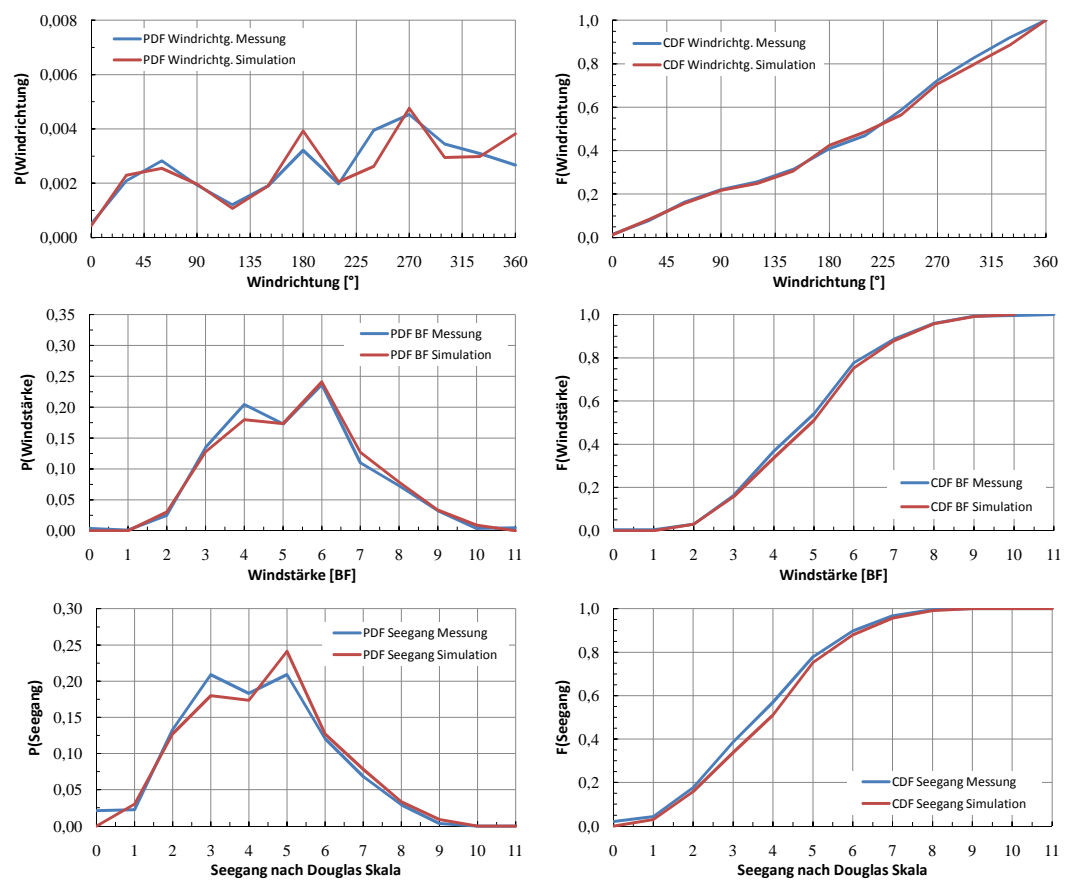 P(Windrichtung)
0,008
0,006
0,004
0,002
0,000
PDF Windrichtg. Messung
PDF Windrichtg. Simulation
0 45 90 135 180 225 270 315 360
Windrichtung [°]
F(Windrichtung)
1,0
0,8
0,6
0,4
0,2
0,0
CDF Windrichtg. Messung
CDF Windrichtg. Simulation
0 45 90 135 180 225 270 315 360
Windrichtung [°]
P(Windstärke)
0,35
0,30
0,25
0,20
0,15
0,10
0,05
0,00
PDF BF Messung
PDF BF Simulation
0 1 2 3 4 5 6 7 8 9 10 11
Windstärke [BF]
F(Windstärke)
1,0
0,8
0,6
0,4
0,2
0,0
CDF BF Messung
CDF BF Simulation
0 1 2 3 4 5 6 7 8 9 10 11
Windstärke [BF]
P(Seegang)
0,30
0,25
0,20
0,15
0,10
0,05
0,00
PDF Seegang Messung
PDF Seegang Simulation
0 1 2 3 4 5 6 7 8 9 10 11
Seegang nach Douglas Skala
F(Seegang)
1,0
0,8
0,6
0,4
0,2
0,0
CDF Seegang Messung
CDF Seegang Simulation
0 1 2 3 4 5 6 7 8 9 10 11
Seegang nach Douglas Skala